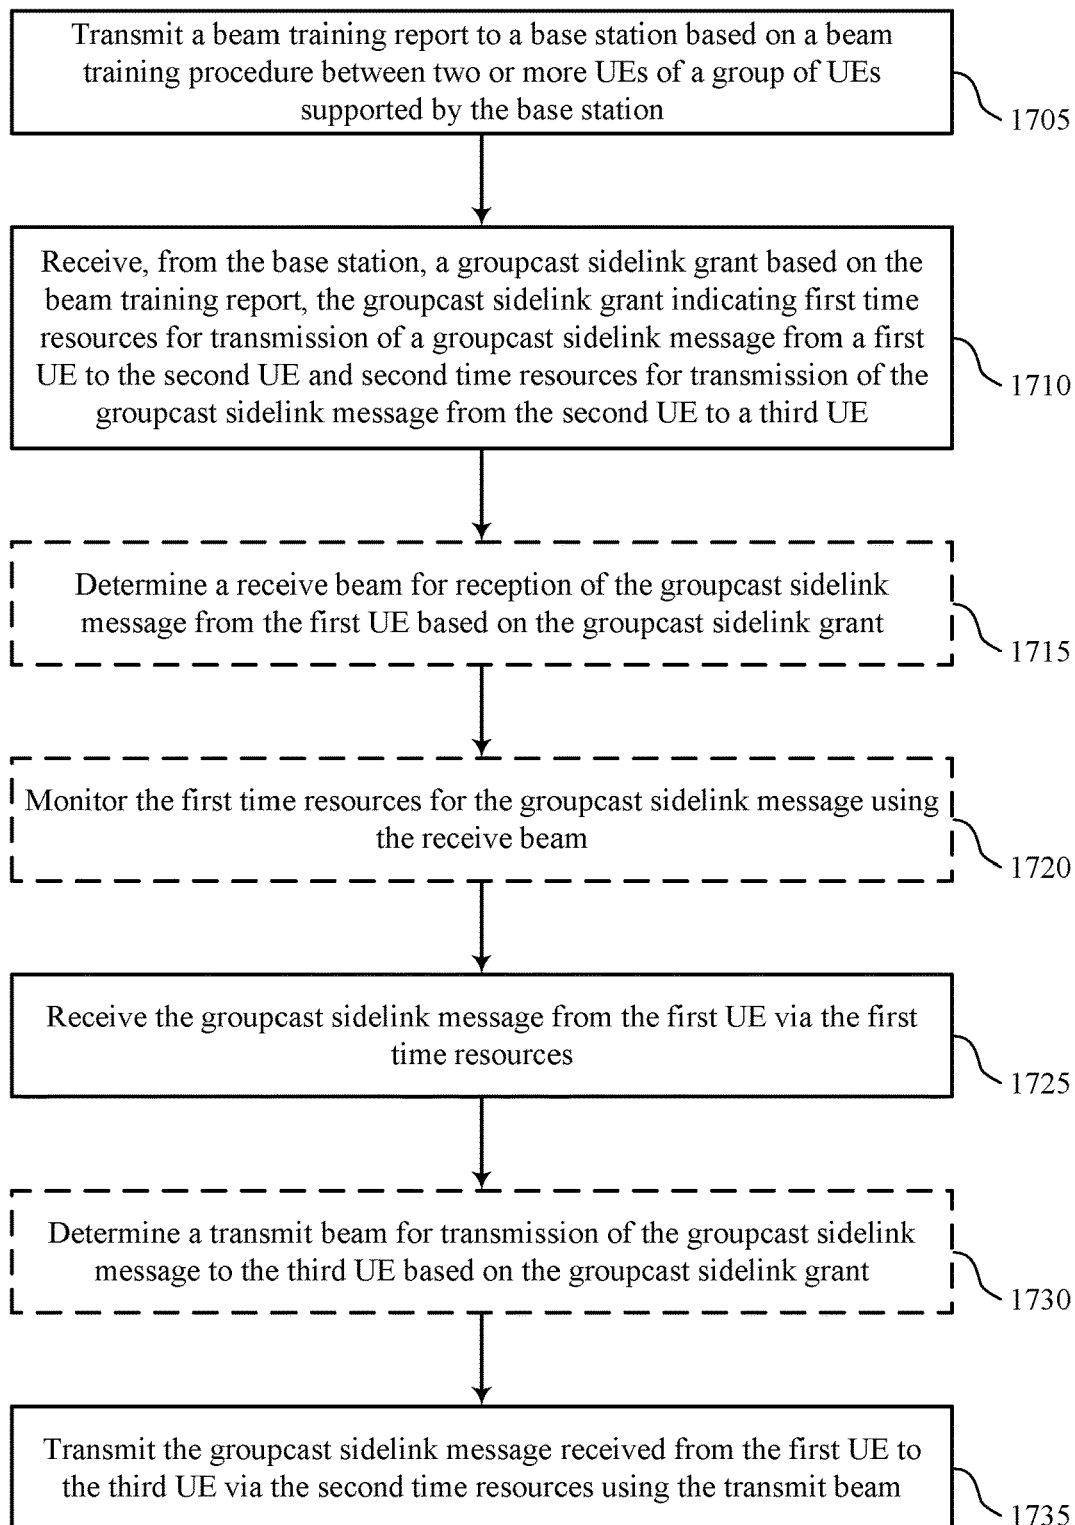 Transmit a beam training report to a base station based on a beam
training procedure between two or more UEs of a group of UEs
supported by the base station
1705
Receive, from the base station, a groupcast sidelink grant based on the
beam training report, the groupcast sidelink grant indicating first time
resources for transmission of a groupcast sidelink message from a first
UE to the second UE and second time resources for transmission of the
groupcast sidelink message from the second UE to a third UE
1710
Determine a receive beam for reception of the groupcast sidelink
message from the first UE based on the groupcast sidelink grant
1715
Monitor the first time resources for the groupcast sidelink message using
the receive beam
1720
Receive the groupcast sidelink message from the first UE via the first
time resources
1725
Determine a transmit beam for transmission of the groupcast sidelink
message to the third UE based on the groupcast sidelink grant
1730
Transmit the groupcast sidelink message received from the first UE to
the third UE via the second time resources using the transmit beam
1735